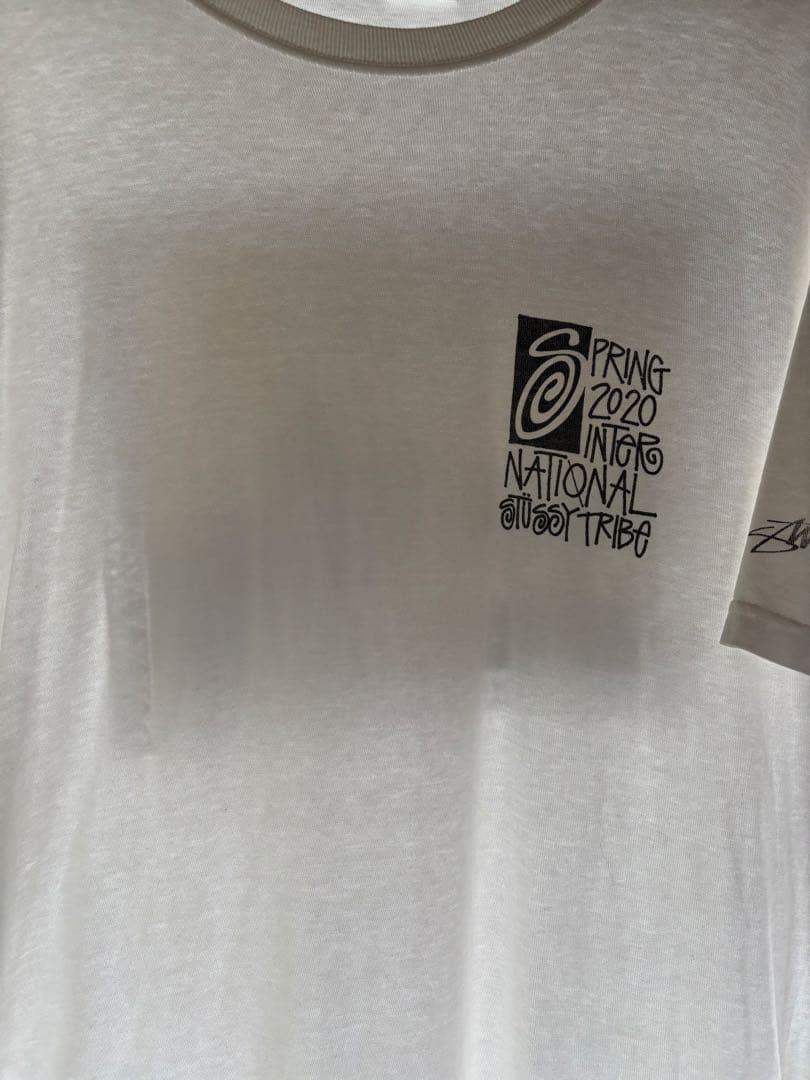 SPRING
2020
INTER
NATIONAL
STÜSSY TRIBE